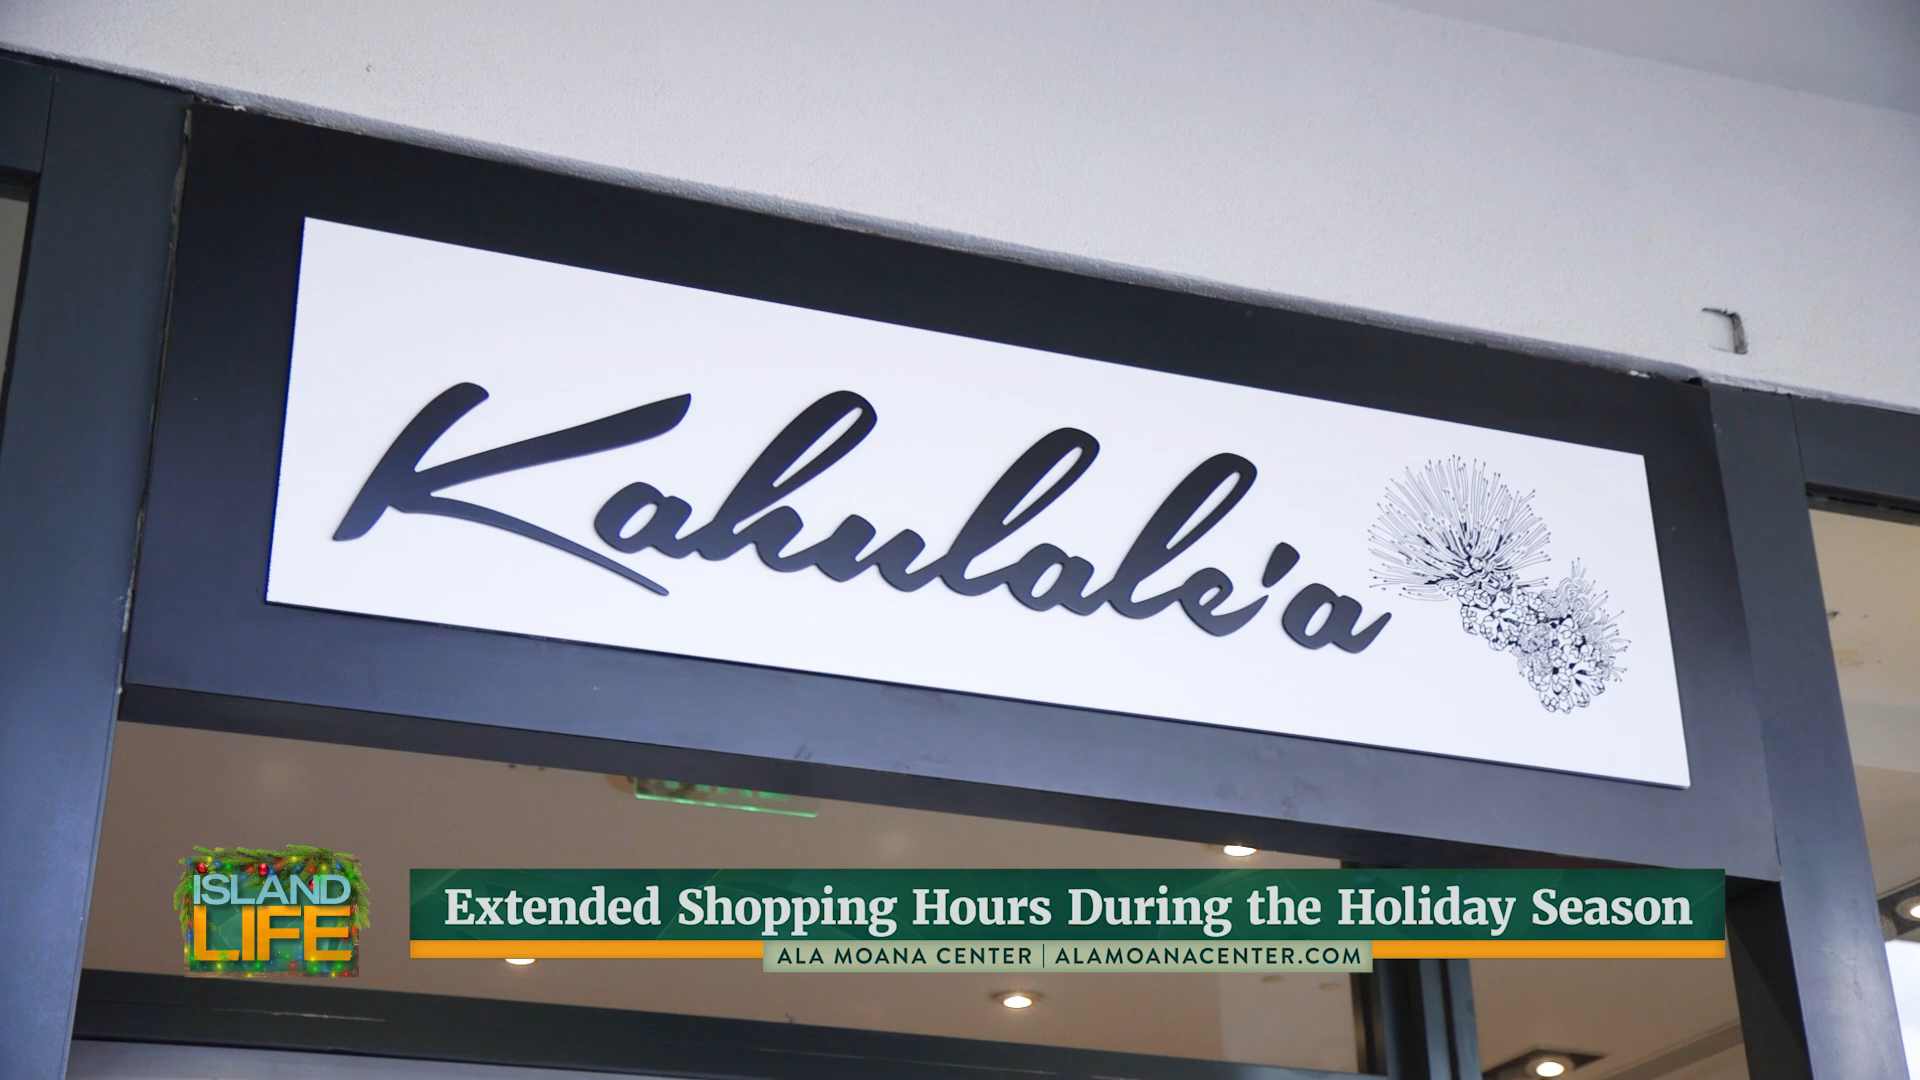 Kahulale'a
ISLAND
LIFE
Extended Shopping Hours During the Holiday Season
ALA MOANA CENTER | ALAMOANACENTER.COM